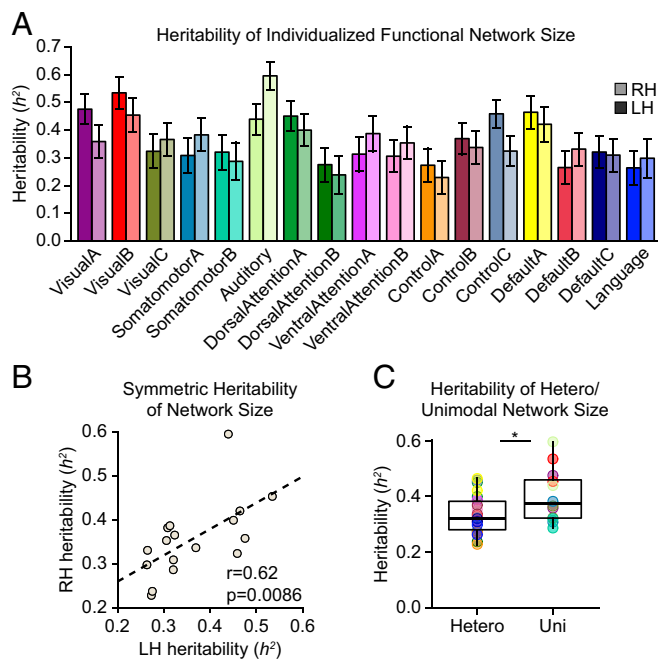 A
Heritability of Individualized Functional Network Size
Heritability (h²)
0.7
0.6
0.5
0.4
0.3
0.2
0.1
0.0
RH
LH
VisualA
VisualB
VisualC
SomatomotorA
SomatomotorB
Auditory
DorsalAttentionA
DorsalAttentionB
VentralAttentionA
VentralAttentionB
ControlA
ControlB
ControlC
DefaultA
DefaultB
DefaultC
Language
B
Symmetric Heritability
of Network Size
RH heritability (h²)
0.6
0.5
0.4
0.3
0.2
r=0.62
p=0.0086
0.2 0.3 0.4 0.5 0.6
LH heritability (h²)
C
Heritability of Hetero/
Unimodal Network Size
Heritability (h²)
*
0.6
0.4
0.2
0.0
Hetero Uni